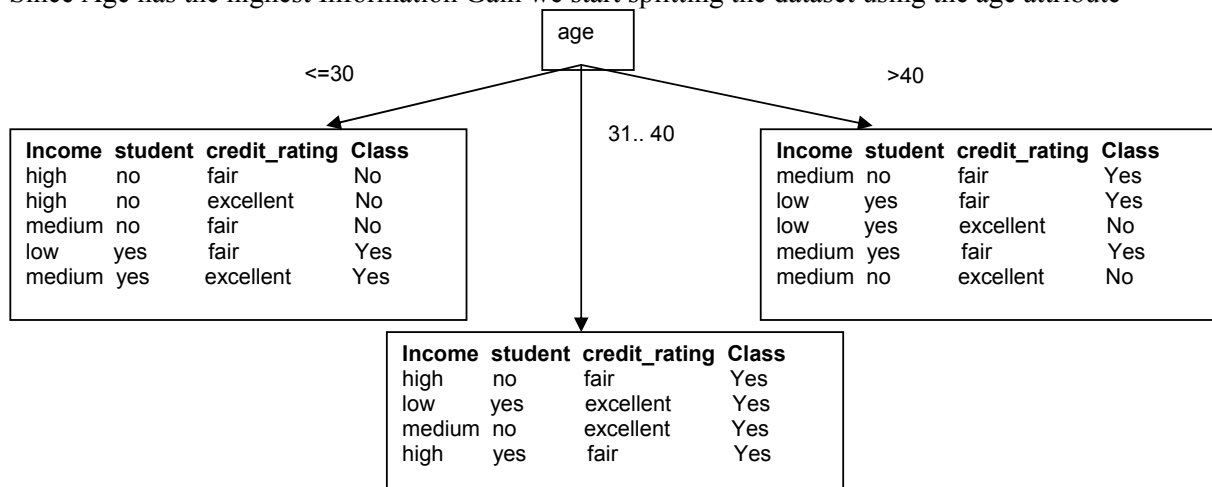 Since Age has the highest Information Gain we start splitting the dataset using the age attribute
age
<=30
>40
31.. 40
Income student credit_rating Class
high no fair No
high no excellent No
medium no fair No
low yes fair Yes
medium yes excellent Yes
Income student credit_rating Class
medium no fair Yes
low yes fair Yes
low yes excellent No
medium yes fair Yes
medium no excellent No
Income student credit_rating Class
high no fair Yes
low yes excellent Yes
medium no excellent Yes
high yes fair Yes